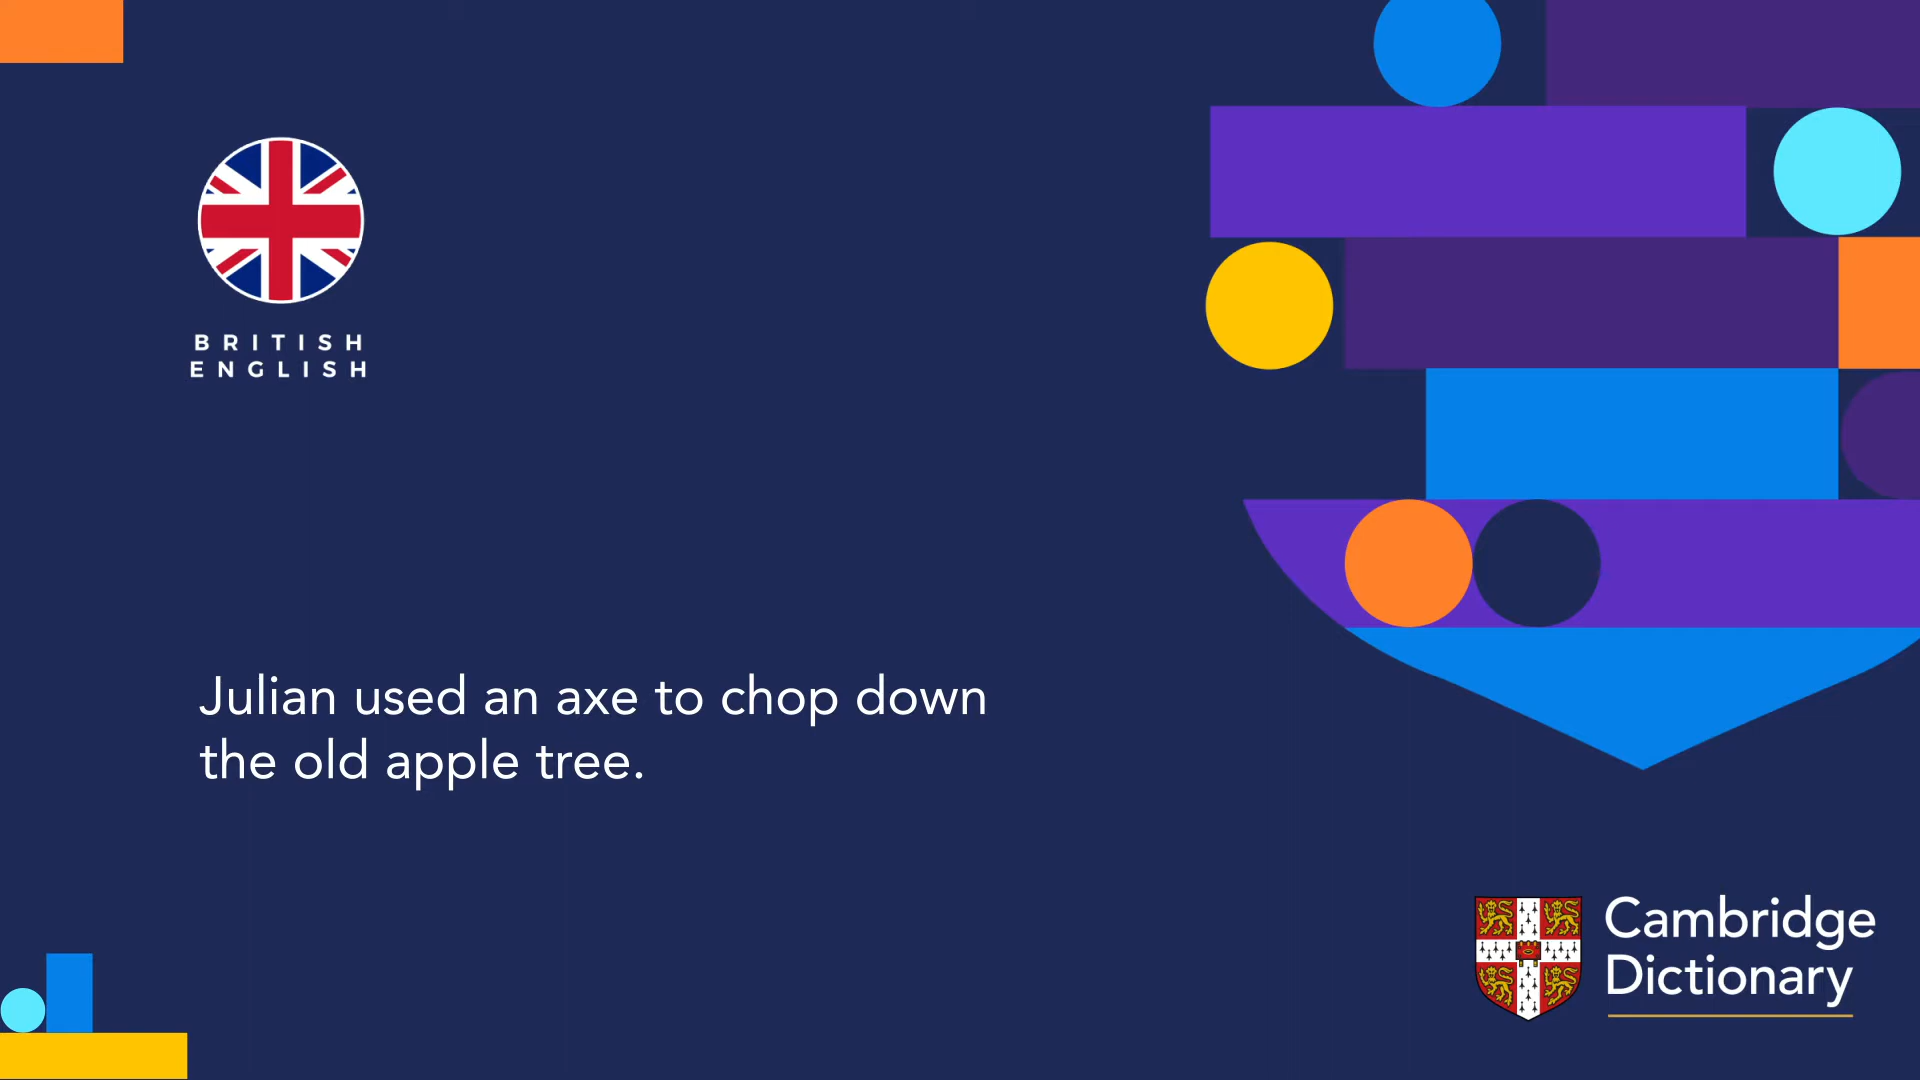 BRITISH
ENGLISH
Julian used an axe to chop down
the old apple tree.
Cambridge
Dictionary